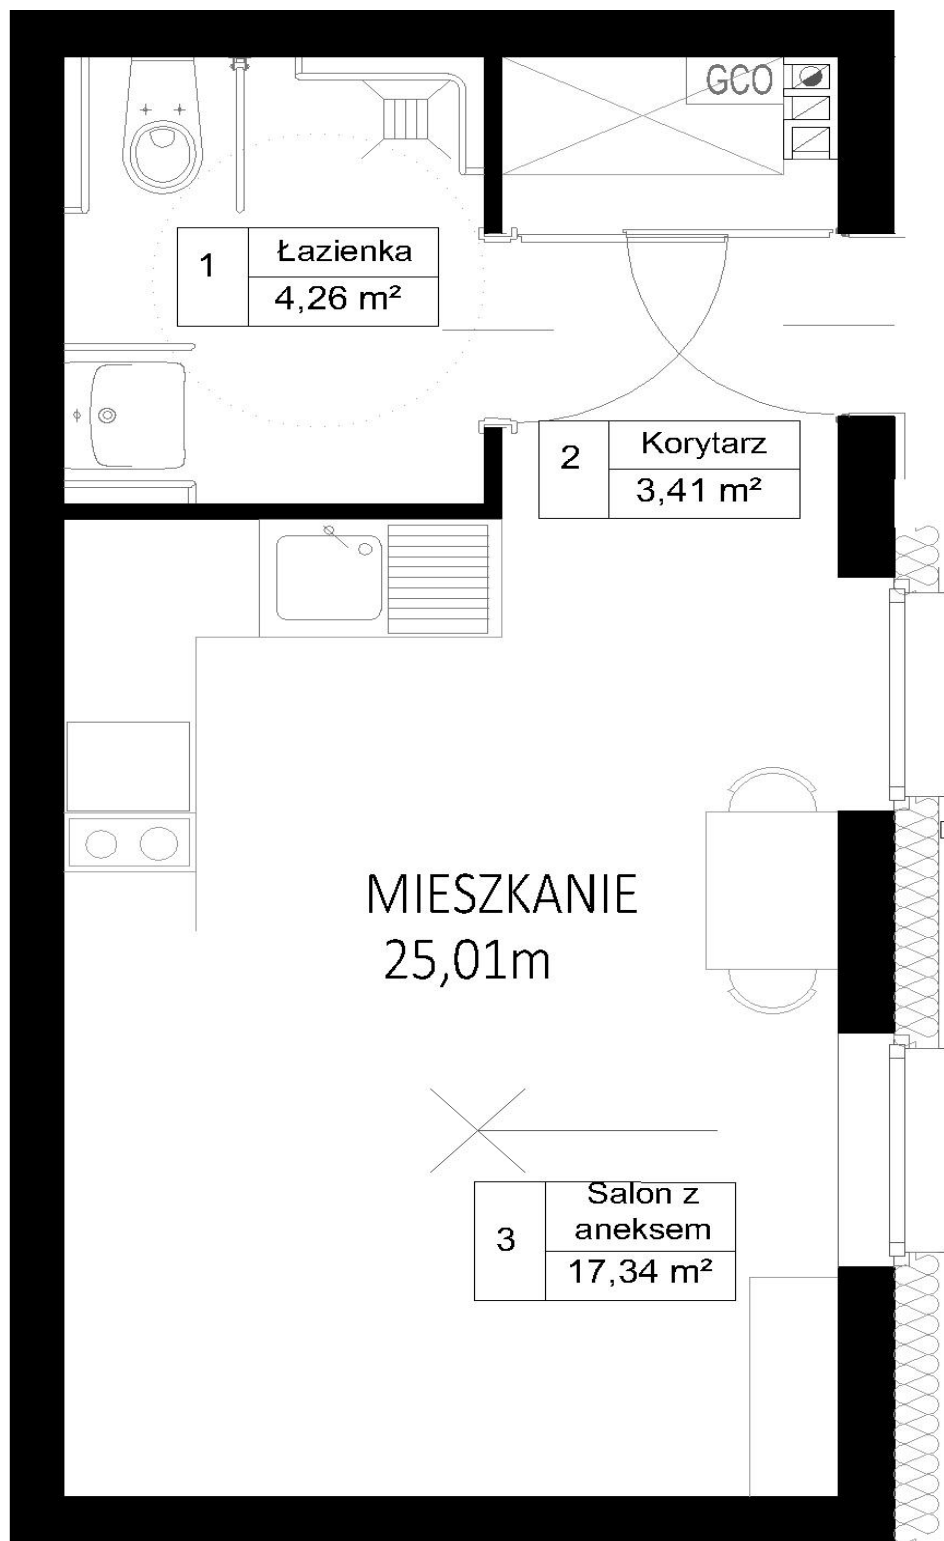 GCO
1
Łazienka
4,26 m²
2
Korytarz
3,41 m²
MIESZKANIE
25,01m
3
Salon z
aneksem
17,34 m²